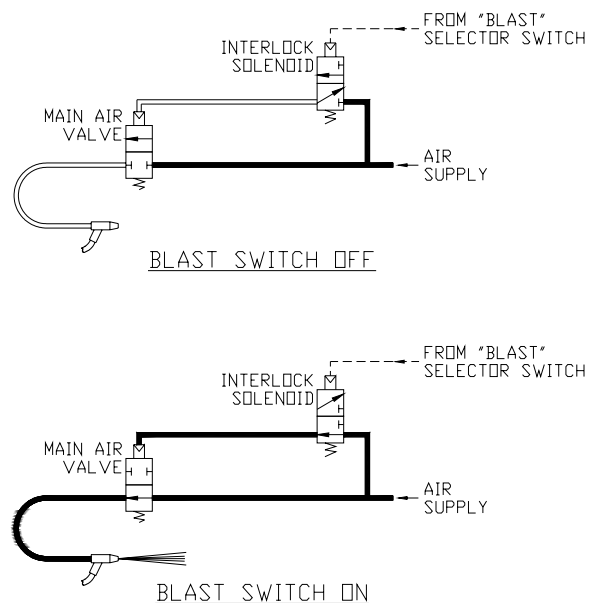 FROM "BLAST"
SELECTOR SWITCH
INTERLOCK
SOLENOID
MAIN AIR
VALVE
AIR
SUPPLY
BLAST SWITCH OFF
FROM "BLAST"
SELECTOR SWITCH
INTERLOCK
SOLENOID
MAIN AIR
VALVE
AIR
SUPPLY
BLAST SWITCH ON